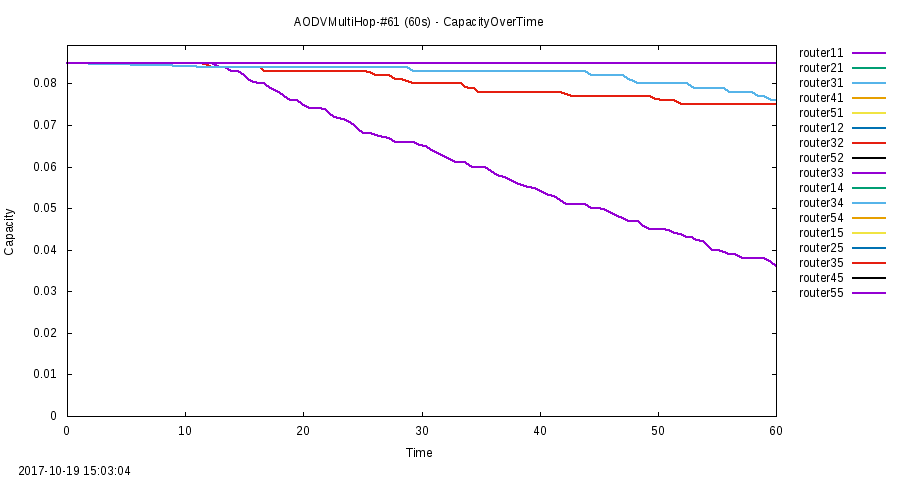 AODVMultiHop-#61 (60s) - CapacityOverTime
router11
router21
router31
router41
router51
router12
router32
router52
router33
router14
router34
router54
router15
router25
router35
router45
router55
Capacity
0.08
0.07
0.06
0.05
0.04
0.03
0.02
0.01
0
0 10 20 30 40 50 60
Time
2017-10-19 15:03:04